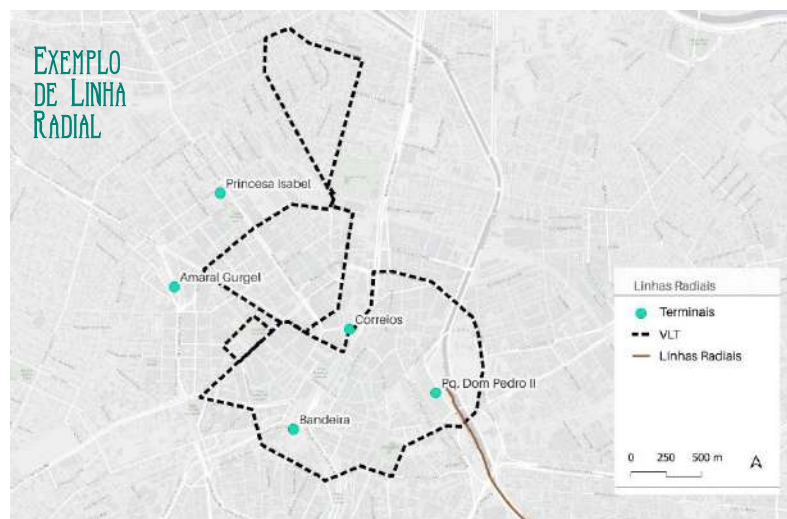 Exemplo
de Linha
Radial
Princesa Isabel
Amaral Gurgel
Correios
Pq. Dom Pedro II
Bandeira
Linhas Radiais
Terminais
VLT
Linhas Radiais
0 250 500 m